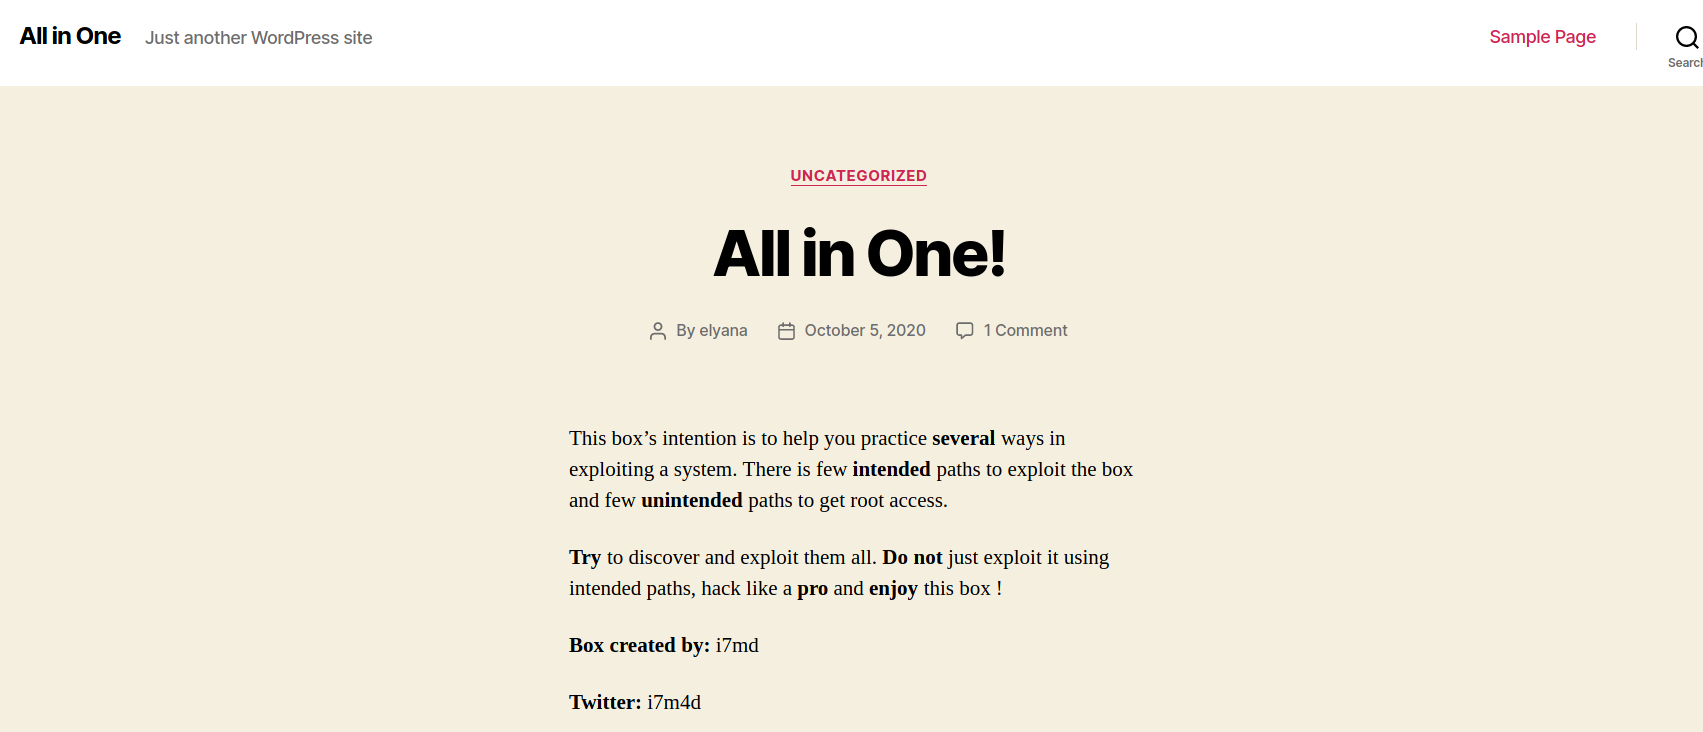 All in One Just another WordPress site Sample Page
Search
UNCATEGORIZED
All in One!
By elyana October 5, 2020 1 Comment
This box’s intention is to help you practice several ways in
exploiting a system. There is few intended paths to exploit the box
and few unintended paths to get root access.
Try to discover and exploit them all. Do not just exploit it using
intended paths, hack like a pro and enjoy this box !
Box created by: i7md
Twitter: i7m4d